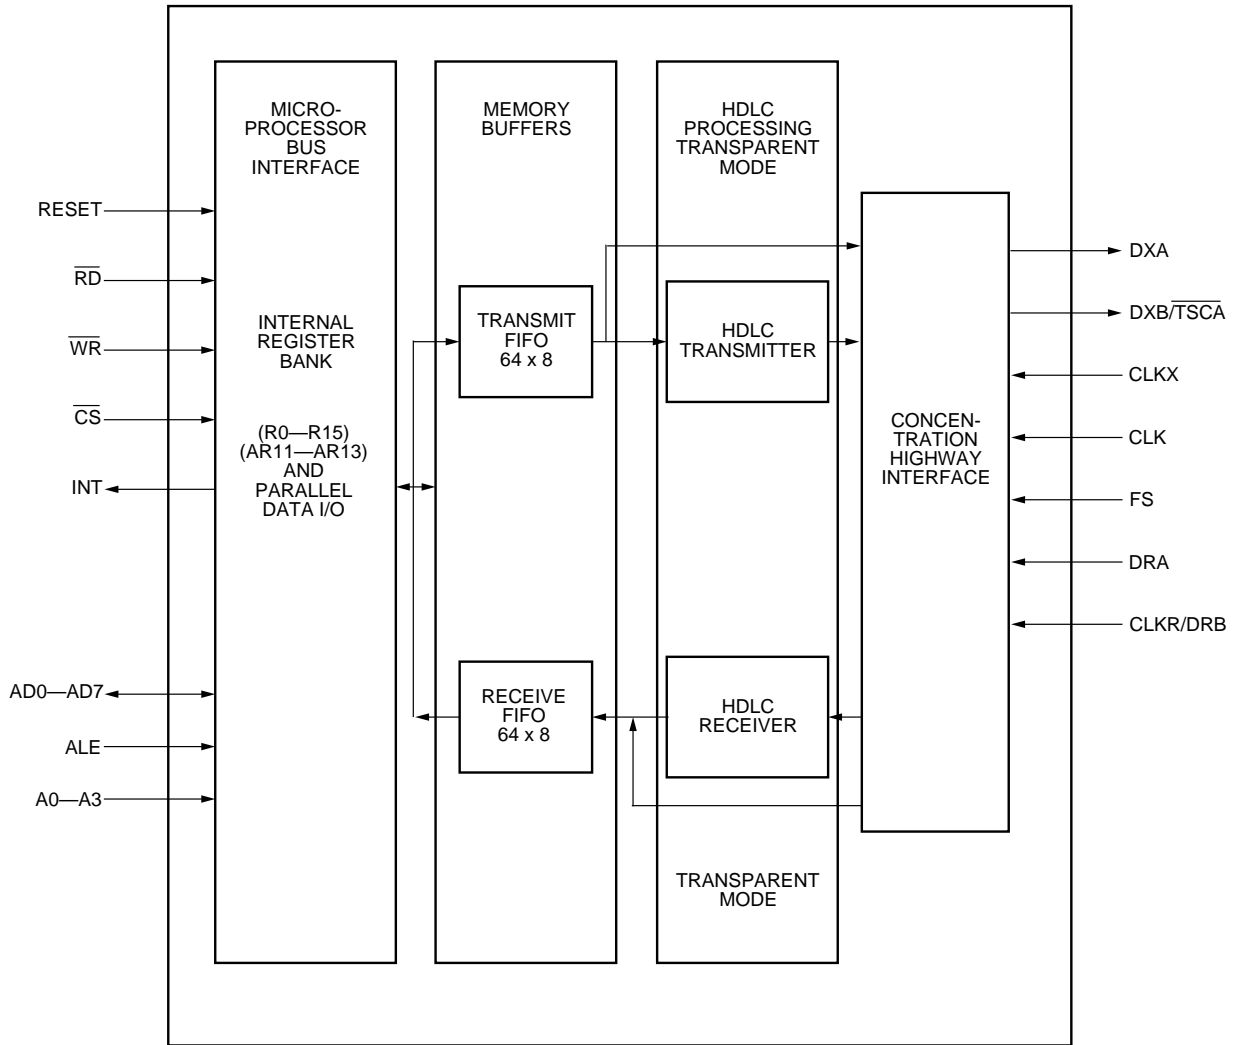 MICRO-
PROCESSOR
BUS
INTERFACE
MEMORY
BUFFERS
HDLC
PROCESSING
TRANSPARENT
MODE
RESET
RD
WR
CS
INT
AD0—AD7
ALE
A0—A3
INTERNAL
REGISTER
BANK
(R0—R15)
(AR11—AR13)
AND
PARALLEL
DATA I/O
TRANSMIT
FIFO
64 x 8
HDLC
TRANSMITTER
RECEIVE
FIFO
64 x 8
HDLC
RECEIVER
TRANSPARENT
MODE
CONCEN-
TRATION
HIGHWAY
INTERFACE
DXA
DXB/TSCA
CLKX
CLK
FS
DRA
CLKR/DRB